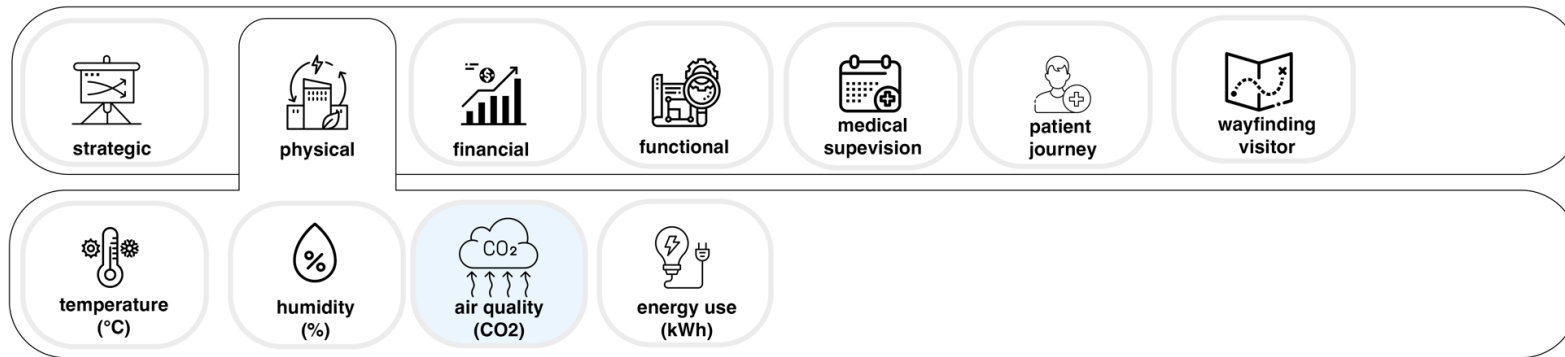 strategic
physical
financial
functional
medical
supevision
patient
journey
wayfinding
visitor
%
CO₂
temperature
(°C)
humidity
(%)
air quality
(CO2)
energy use
(kWh)